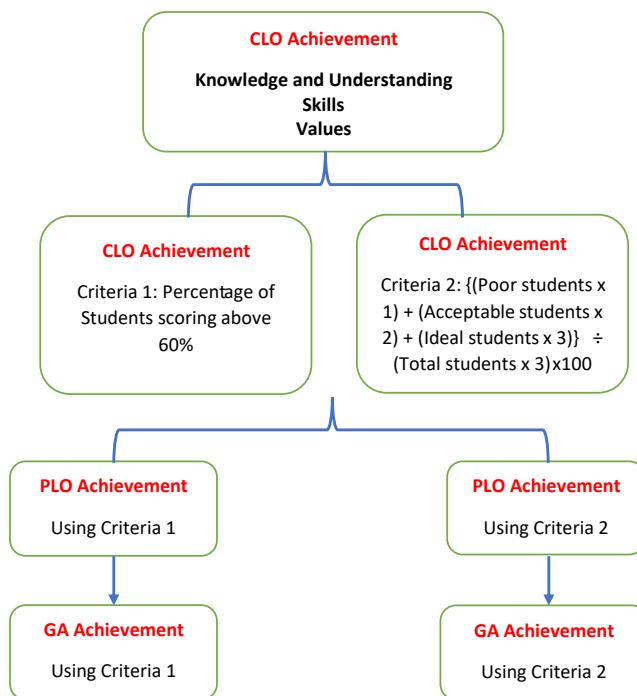 CLO Achievement
Knowledge and Understanding
Skills
Values
CLO Achievement
Criteria 1: Percentage of
Students scoring above
60%
CLO Achievement
Criteria 2: {(Poor students x
1) + (Acceptable students x
2) + (Ideal students x 3)} ÷
(Total students x 3)x100
PLO Achievement
Using Criteria 1
PLO Achievement
Using Criteria 2
GA Achievement
Using Criteria 1
GA Achievement
Using Criteria 2